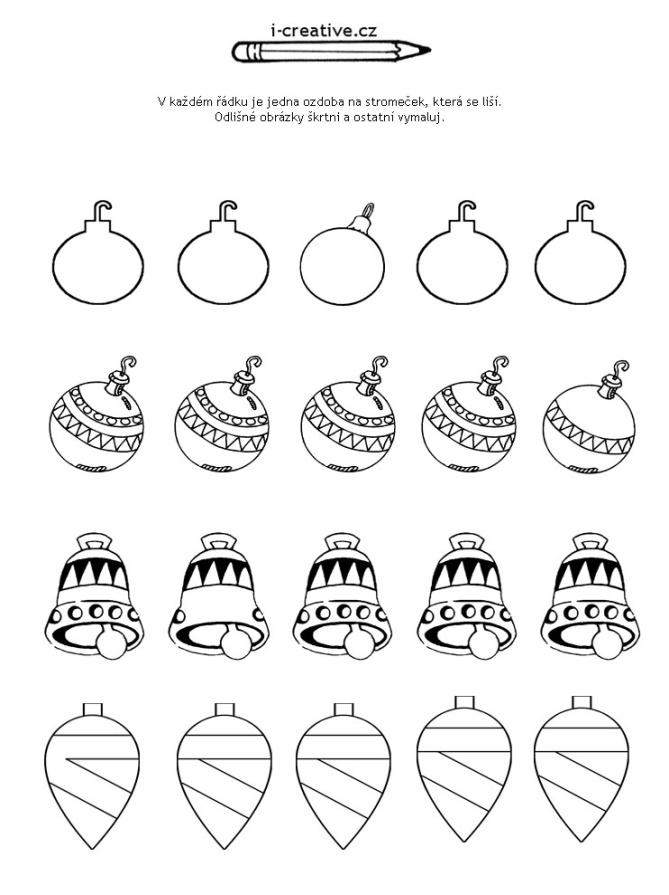 i-creative.cz
V každém řádku je jedna ozdoba na stromeček, která se liší.
Odlišné obrázky škrtni a ostatní vymaluj.